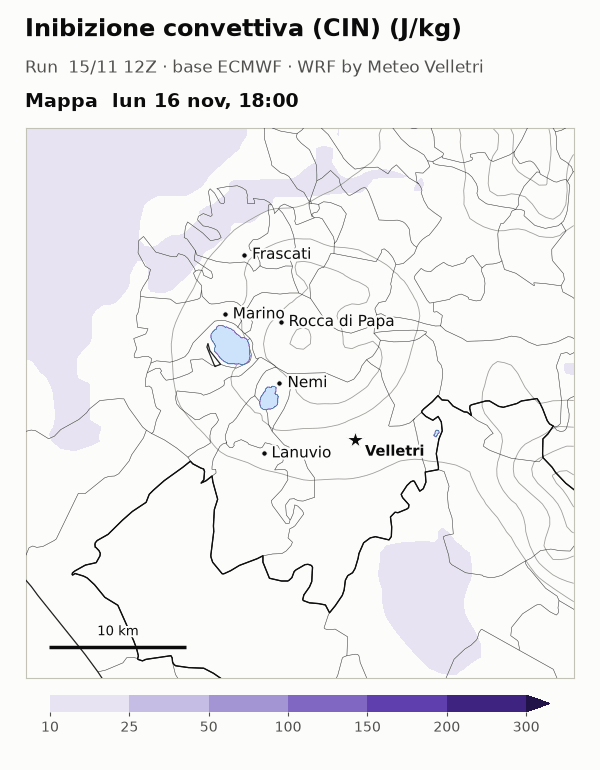 Inibizione convettiva (CIN) (J/kg)
Run  15/11 12Z · base ECMWF · WRF by Meteo Velletri
Mappa  lun 16 nov, 18:00
Frascati
Marino
Rocca di Papa
Nemi
Velletri
Lanuvio
10 km
10 25 50 100 150 200 300